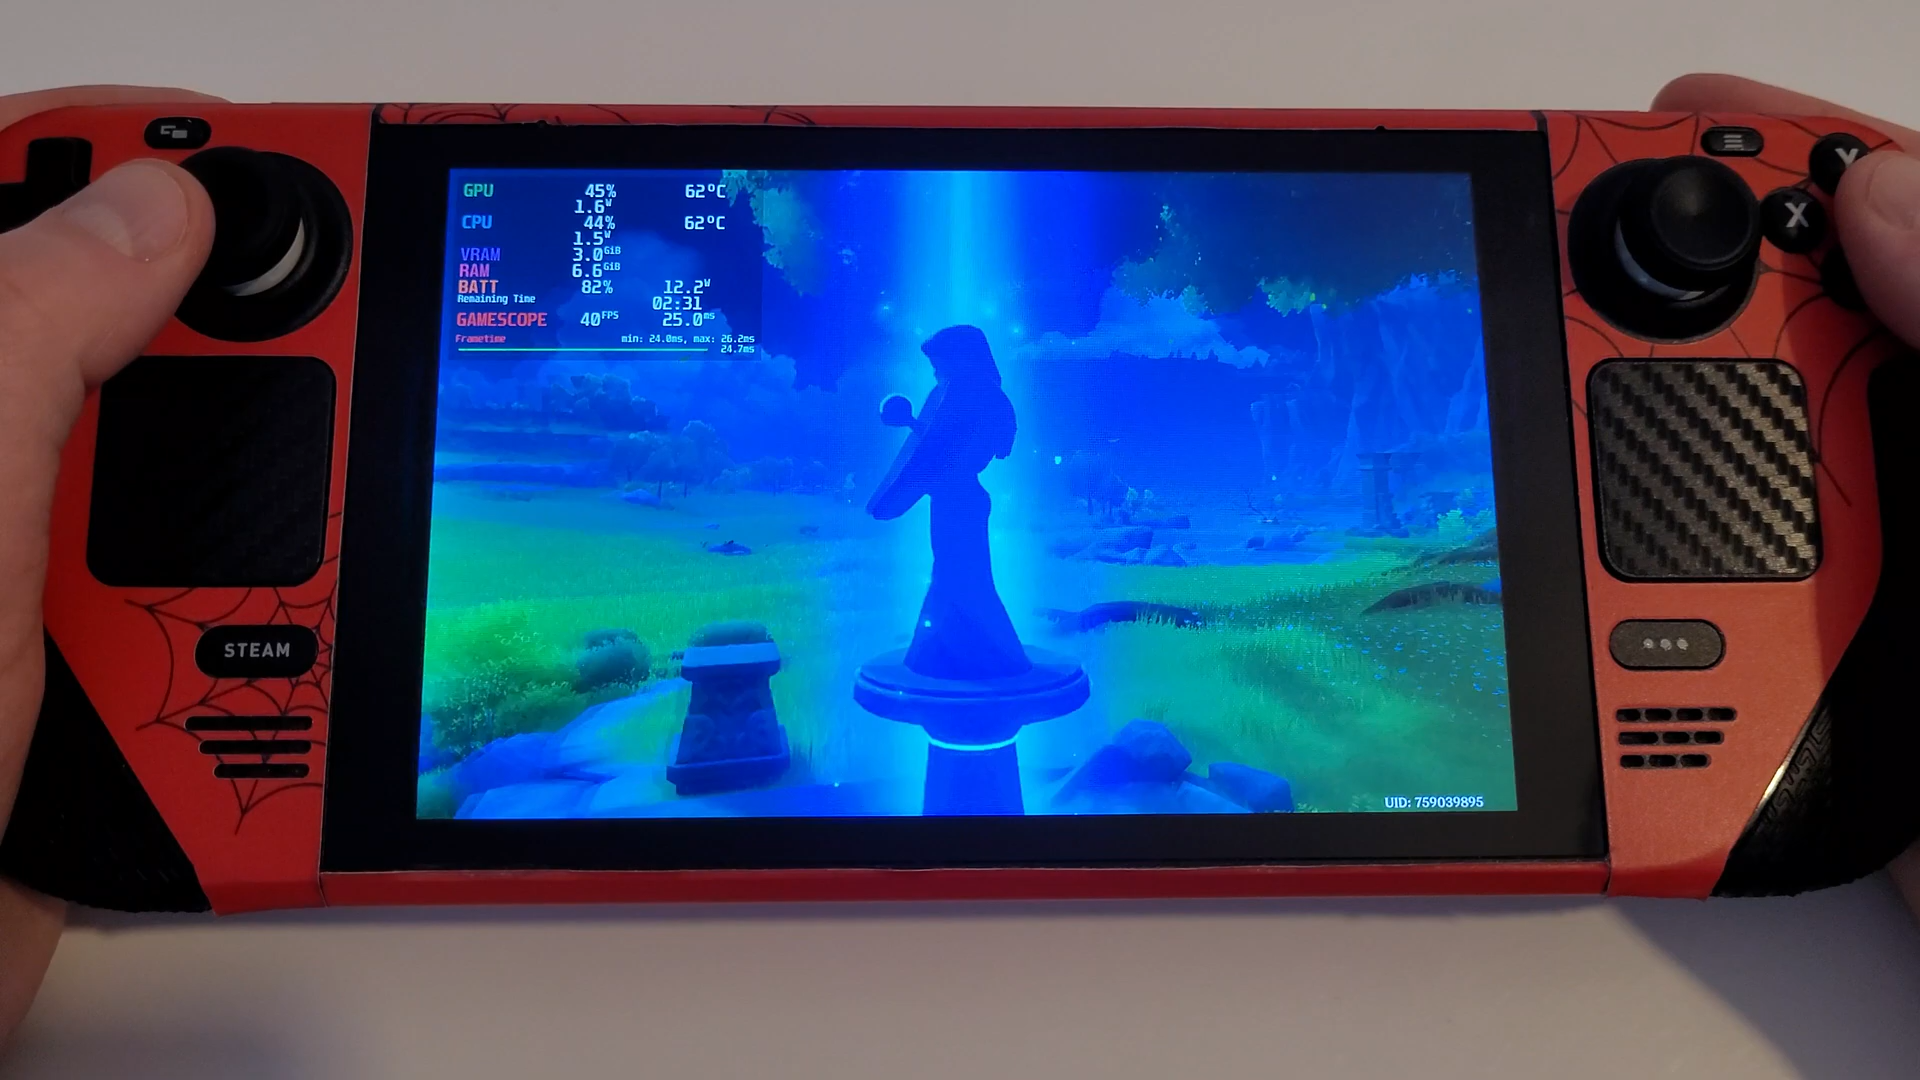 GPU 45% 62°C
1.6W
CPU 44% 62°C
1.5W
VRAM 3.0GiB
RAM 6.6GiB
BATT 82% 12.2W
Remaining Time 02:31
GAMESCOPE 40FPS 25.0ms
Frametime min: 24.0ms, max: 26.2ms
24.7ms
Y
X
STEAM
UID: 759039895